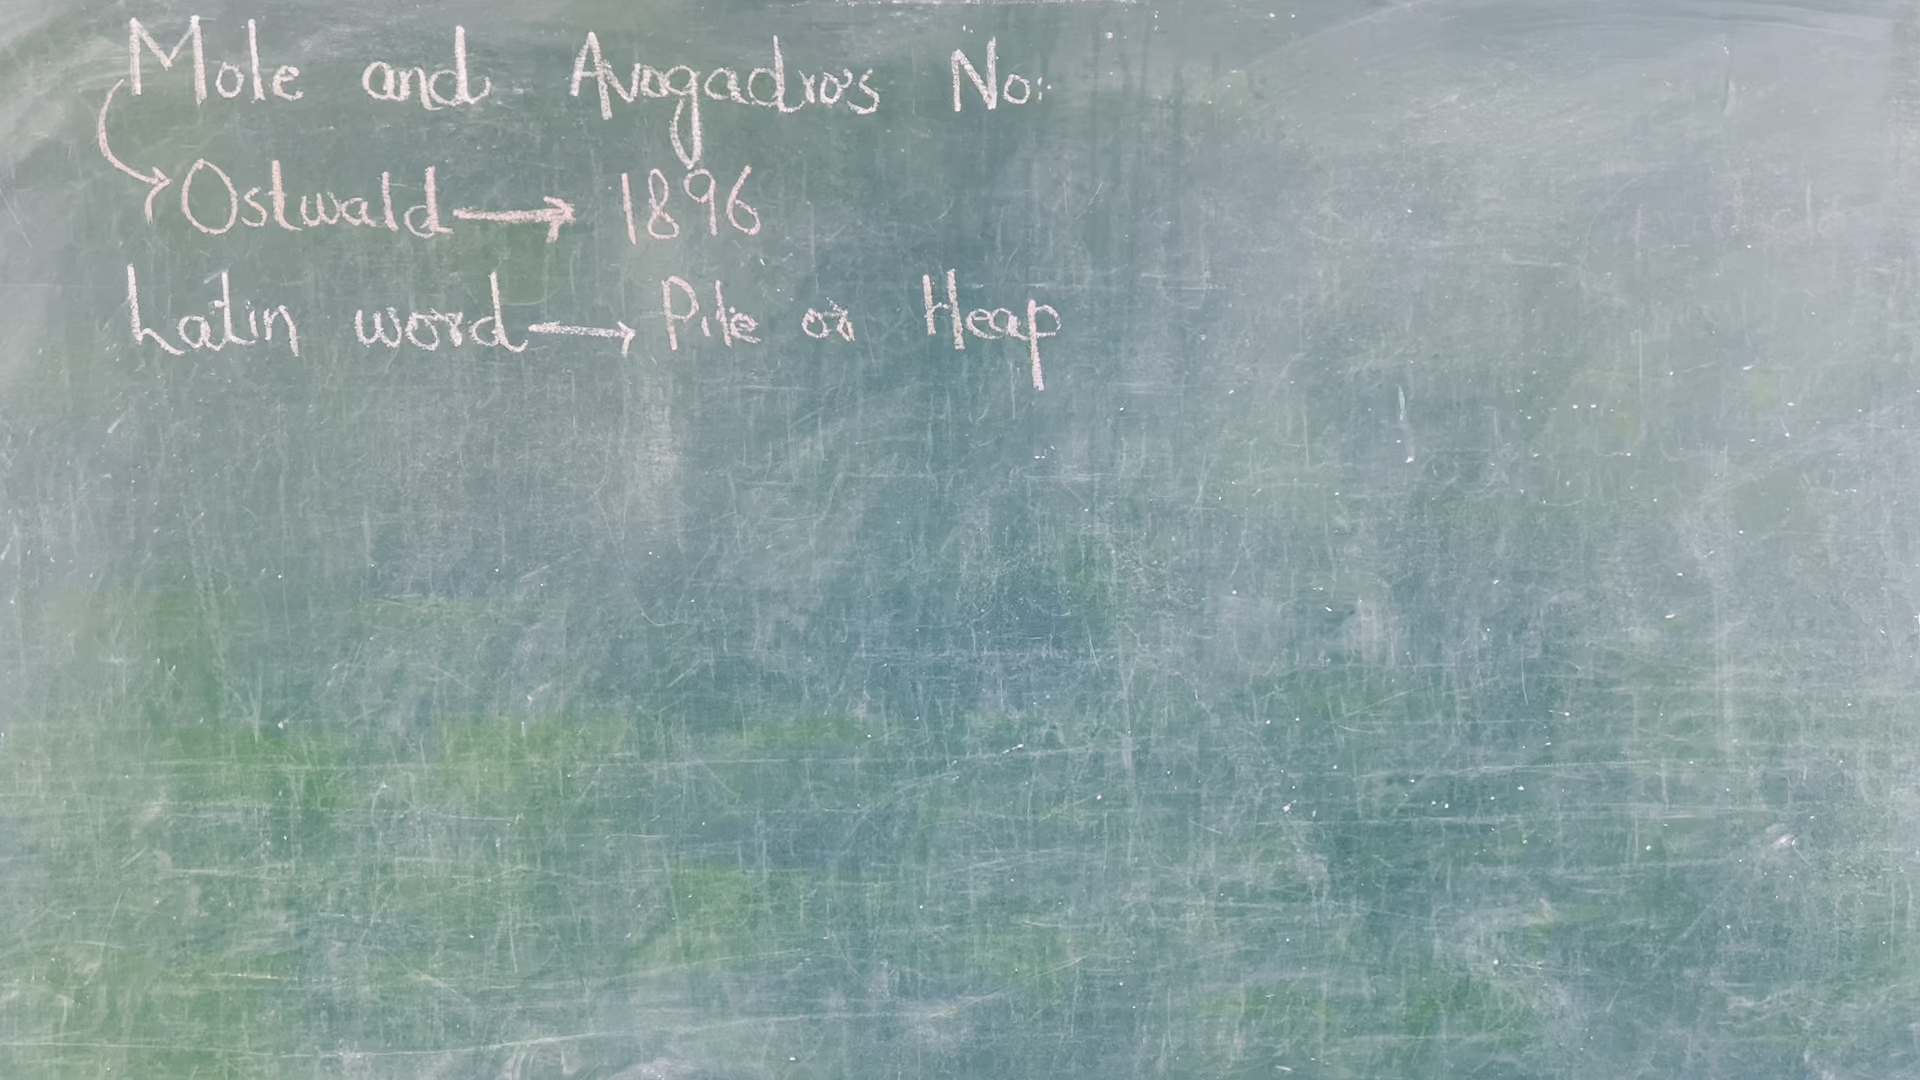 Mole and Avogadro's No:
Ostwald → 1896
Latin word → Pile or Heap